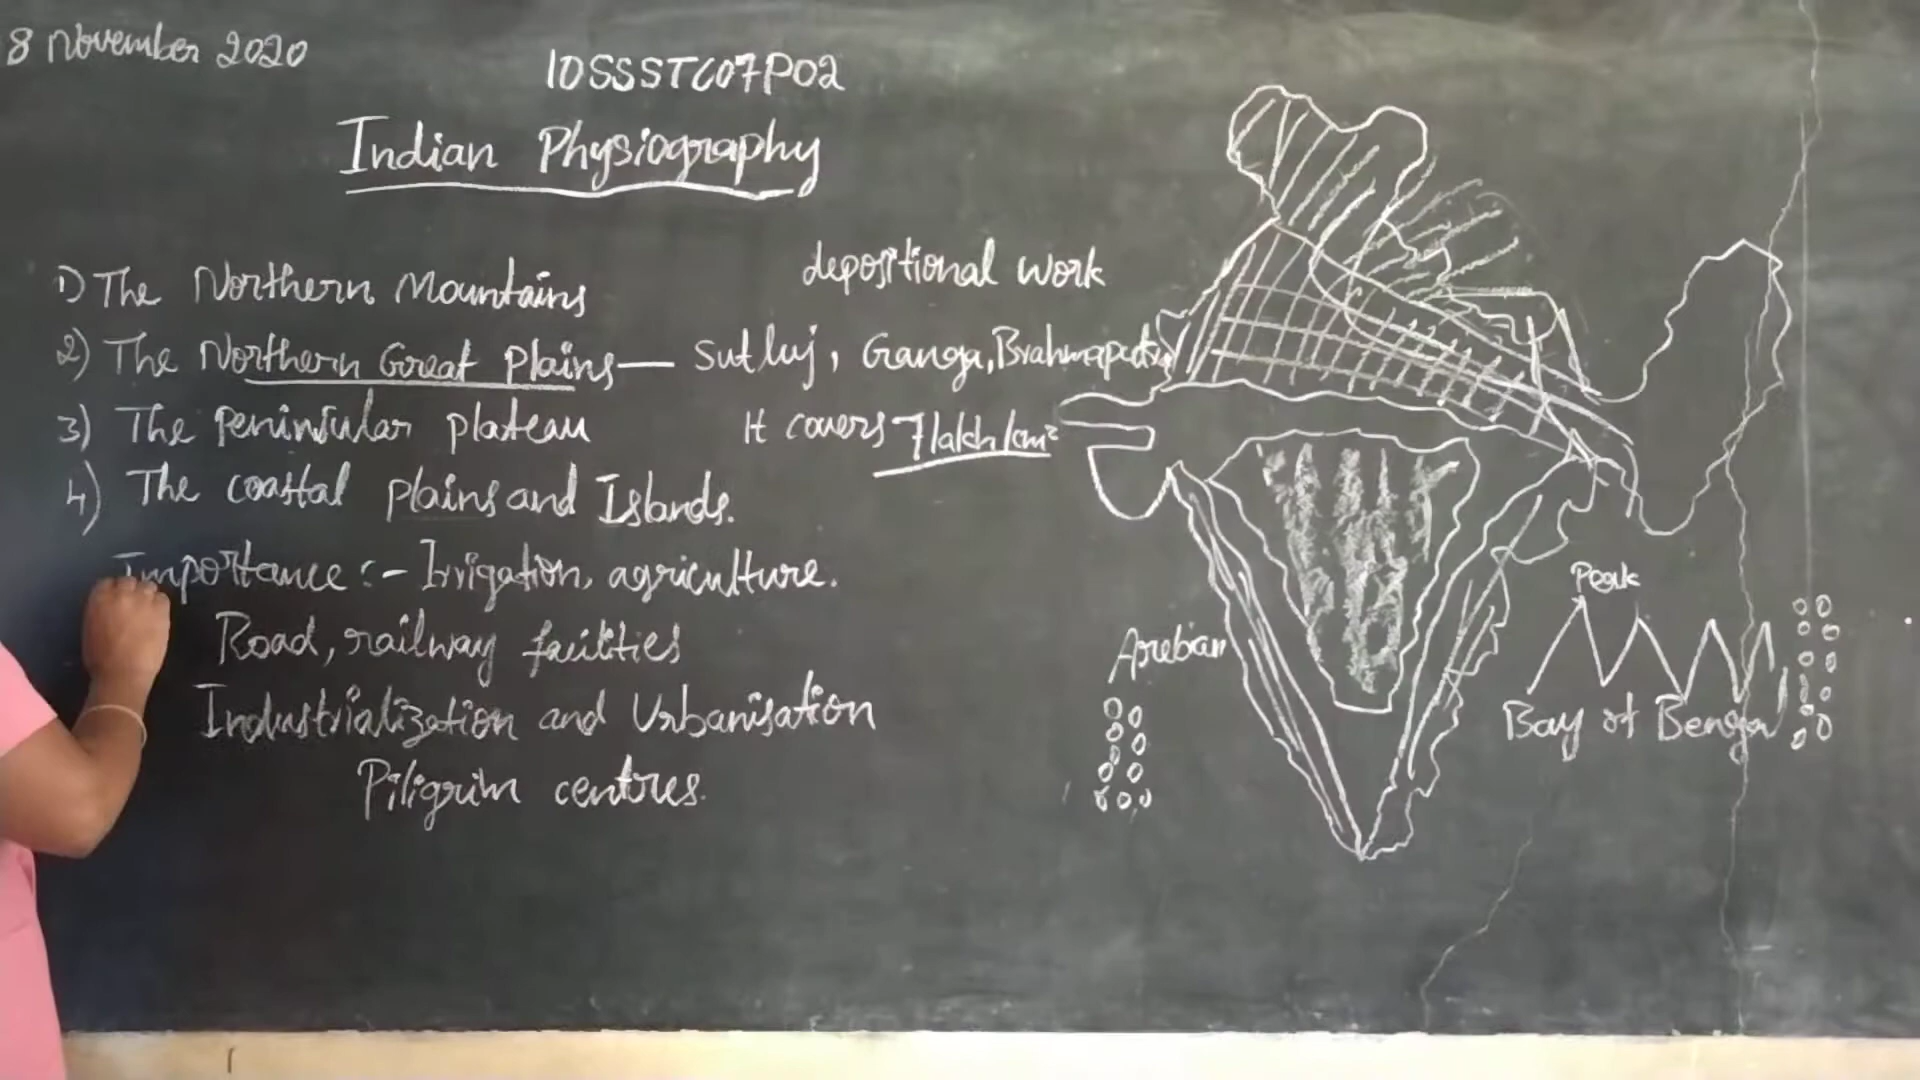 8 November 2020
10SSSTC07P02
Indian Physiography
depositional work
1) The Northern Mountains
2) The Northern Great Plains — Sutluj, Ganga, Brahmaputra
3) The Peninsular plateau
It covers 7 lakh km²
4) The coastal plains and Islands.
Importance :- Irrigation, agriculture.
Road, railway facilities
Industrialization and Urbanisation
Piligrim centres.
Peak
Arebian
Bay of Bengal